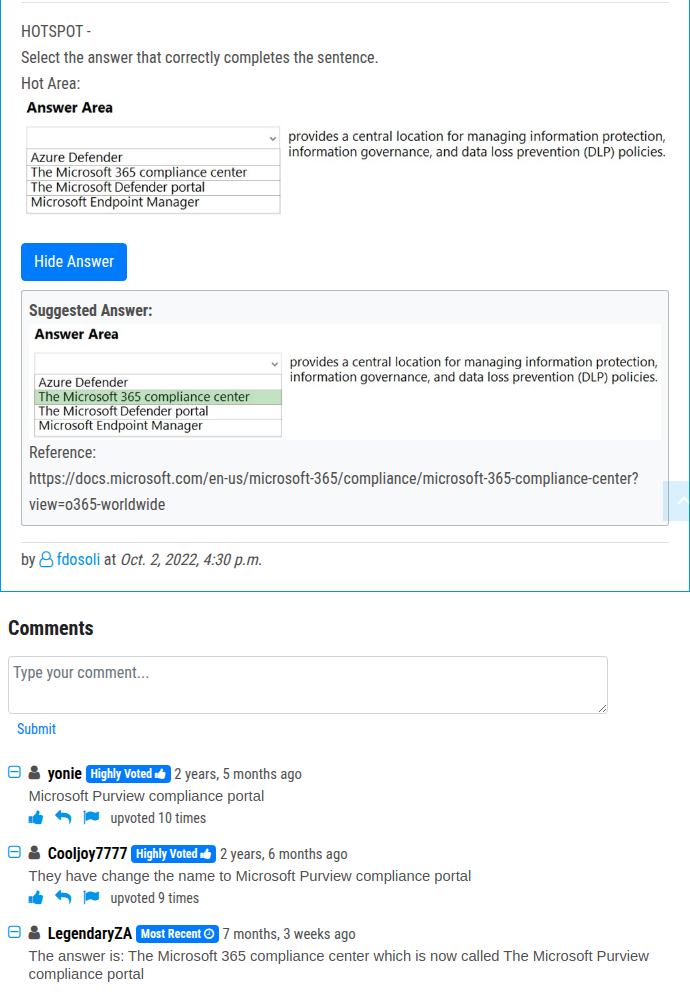 HOTSPOT -
Select the answer that correctly completes the sentence.
Hot Area:
Answer Area
provides a central location for managing information protection,
information governance, and data loss prevention (DLP) policies.
Azure Defender
The Microsoft 365 compliance center
The Microsoft Defender portal
Microsoft Endpoint Manager
Hide Answer
Suggested Answer:
Answer Area
provides a central location for managing information protection,
information governance, and data loss prevention (DLP) policies.
Azure Defender
The Microsoft 365 compliance center
The Microsoft Defender portal
Microsoft Endpoint Manager
Reference:
https://docs.microsoft.com/en-us/microsoft-365/compliance/microsoft-365-compliance-center?
view=o365-worldwide
by fdosoli at Oct. 2, 2022, 4:30 p.m.
Comments
Type your comment...
Submit
yonie Highly Voted 2 years, 5 months ago
Microsoft Purview compliance portal
upvoted 10 times
Cooljoy7777 Highly Voted 2 years, 6 months ago
They have change the name to Microsoft Purview compliance portal
upvoted 9 times
LegendaryZA Most Recent 7 months, 3 weeks ago
The answer is: The Microsoft 365 compliance center which is now called The Microsoft Purview
compliance portal